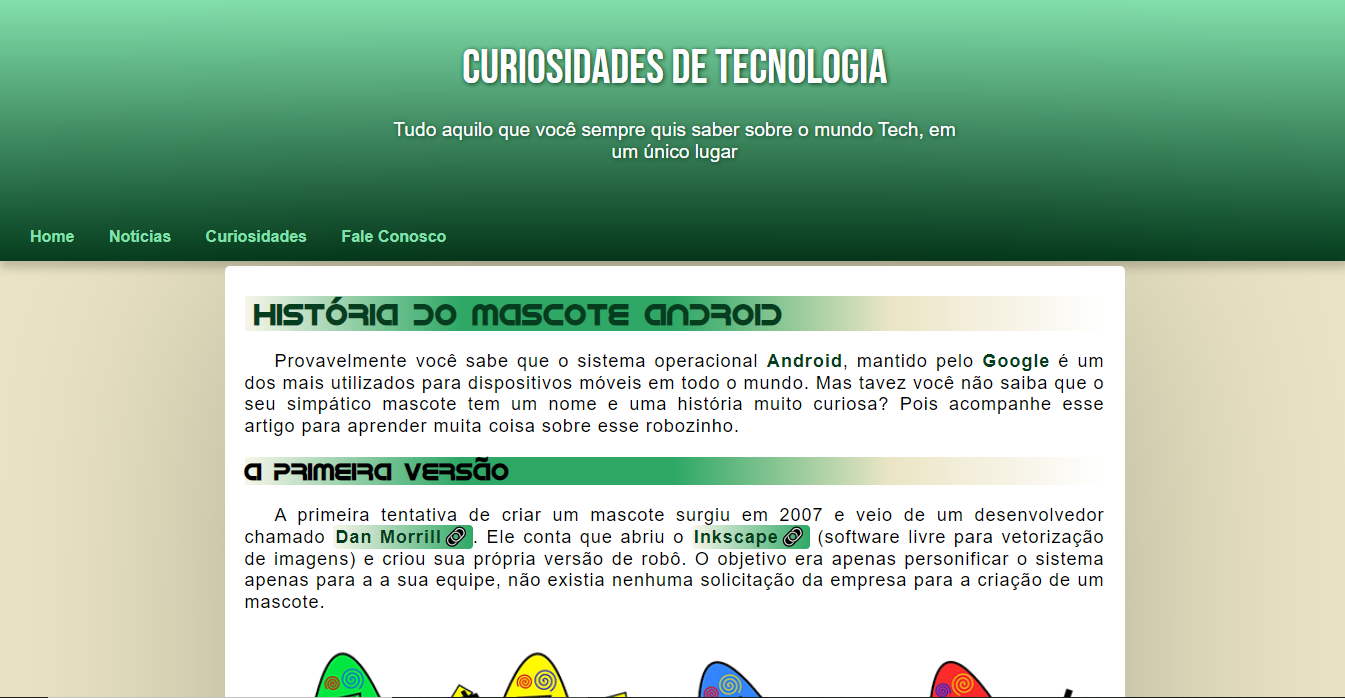 CURIOSIDADES DE TECNOLOGIA
Tudo aquilo que você sempre quis saber sobre o mundo Tech, em
um único lugar
Home Notícias Curiosidades Fale Conosco
HISTÓRIA DO MASCOTE ANDROID
Provavelmente você sabe que o sistema operacional Android, mantido pelo Google é um
dos mais utilizados para dispositivos móveis em todo o mundo. Mas tavez você não saiba que o
seu simpático mascote tem um nome e uma história muito curiosa? Pois acompanhe esse
artigo para aprender muita coisa sobre esse robozinho.
A PRIMEIRA VERSÃO
A primeira tentativa de criar um mascote surgiu em 2007 e veio de um desenvolvedor
chamado Dan Morrill. Ele conta que abriu o Inkscape (software livre para vetorização
de imagens) e criou sua própria versão de robô. O objetivo era apenas personificar o sistema
apenas para a a sua equipe, não existia nenhuma solicitação da empresa para a criação de um
mascote.